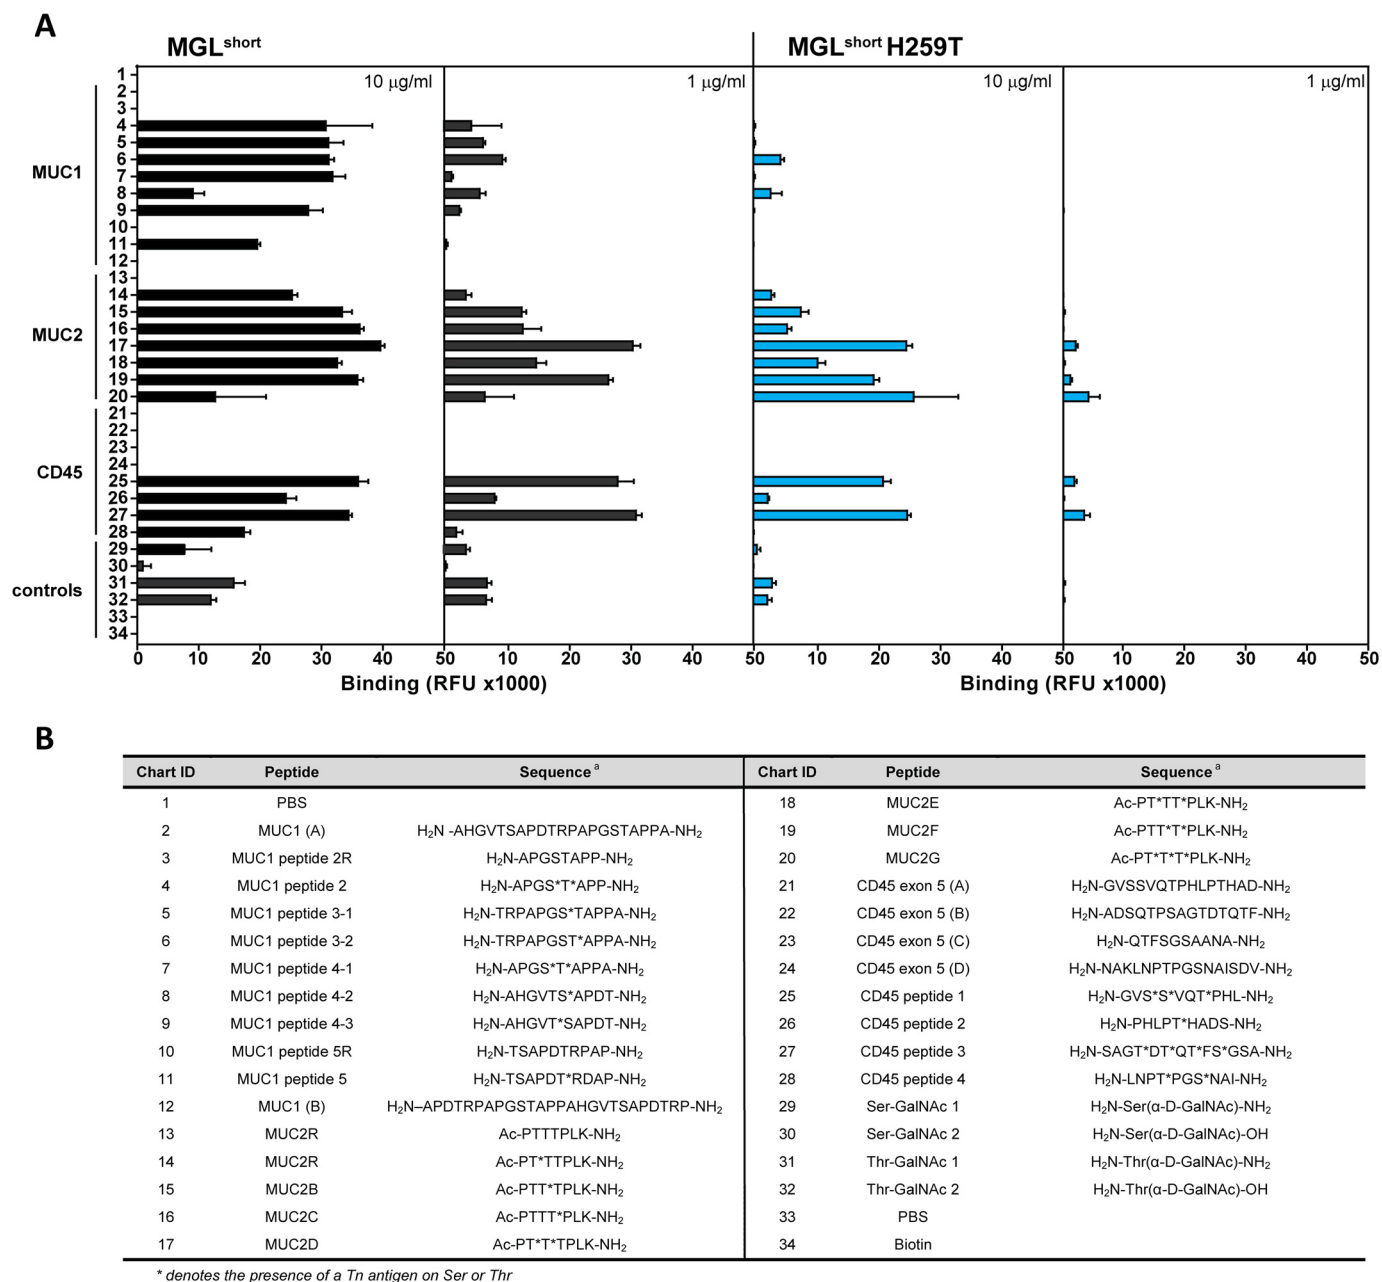 A
MGLshort
MGLshort H259T
10 μg/ml
1 μg/ml
10 μg/ml
1 μg/ml
1
2
3
4
5
6
7
8
9
10
11
12
13
14
15
16
17
18
19
20
21
22
23
24
25
26
27
28
29
30
31
32
33
34
MUC1
MUC2
CD45
controls
0 10 20 30 40 50 10 20 30 40 50 10 20 30 40 50 10 20 30 40 50
Binding (RFU x1000) Binding (RFU x1000)
B
Chart ID Peptide Sequence a Chart ID Peptide Sequence a
1 PBS 18 MUC2E Ac-PT*TT*PLK-NH2
2 MUC1 (A) H2N -AHGVTSAPDTRPAPGSTAPPA-NH2 19 MUC2F Ac-PTT*T*PLK-NH2
3 MUC1 peptide 2R H2N-APGSTAPP-NH2 20 MUC2G Ac-PT*T*T*PLK-NH2
4 MUC1 peptide 2 H2N-APGS*T*APP-NH2 21 CD45 exon 5 (A) H2N-GVSSVQTPHLPTHAD-NH2
5 MUC1 peptide 3-1 H2N-TRPAPGS*TAPPA-NH2 22 CD45 exon 5 (B) H2N-ADSQTPSAGTDTQTF-NH2
6 MUC1 peptide 3-2 H2N-TRPAPGST*APPA-NH2 23 CD45 exon 5 (C) H2N-QTFSGSAANA-NH2
7 MUC1 peptide 4-1 H2N-APGS*T*APPA-NH2 24 CD45 exon 5 (D) H2N-NAKLNPTPGSNAISDV-NH2
8 MUC1 peptide 4-2 H2N-AHGVTS*APDT-NH2 25 CD45 peptide 1 H2N-GVS*S*VQT*PHL-NH2
9 MUC1 peptide 4-3 H2N-AHGVT*SAPDT-NH2 26 CD45 peptide 2 H2N-PHLPT*HADS-NH2
10 MUC1 peptide 5R H2N-TSAPDTRPAP-NH2 27 CD45 peptide 3 H2N-SAGT*DT*QT*FS*GSA-NH2
11 MUC1 peptide 5 H2N-TSAPDT*RDAP-NH2 28 CD45 peptide 4 H2N-LNPT*PGS*NAI-NH2
12 MUC1 (B) H2N–APDTRPAPGSTAPPAHGVTSAPDTRP-NH2 29 Ser-GalNAc 1 H2N-Ser(α-D-GalNAc)-NH2
13 MUC2R Ac-PTTTPLK-NH2 30 Ser-GalNAc 2 H2N-Ser(α-D-GalNAc)-OH
14 MUC2R Ac-PT*TTPLK-NH2 31 Thr-GalNAc 1 H2N-Thr(α-D-GalNAc)-NH2
15 MUC2B Ac-PTT*TPLK-NH2 32 Thr-GalNAc 2 H2N-Thr(α-D-GalNAc)-OH
16 MUC2C Ac-PTTT*PLK-NH2 33 PBS
17 MUC2D Ac-PT*T*TPLK-NH2 34 Biotin
* denotes the presence of a Tn antigen on Ser or Thr